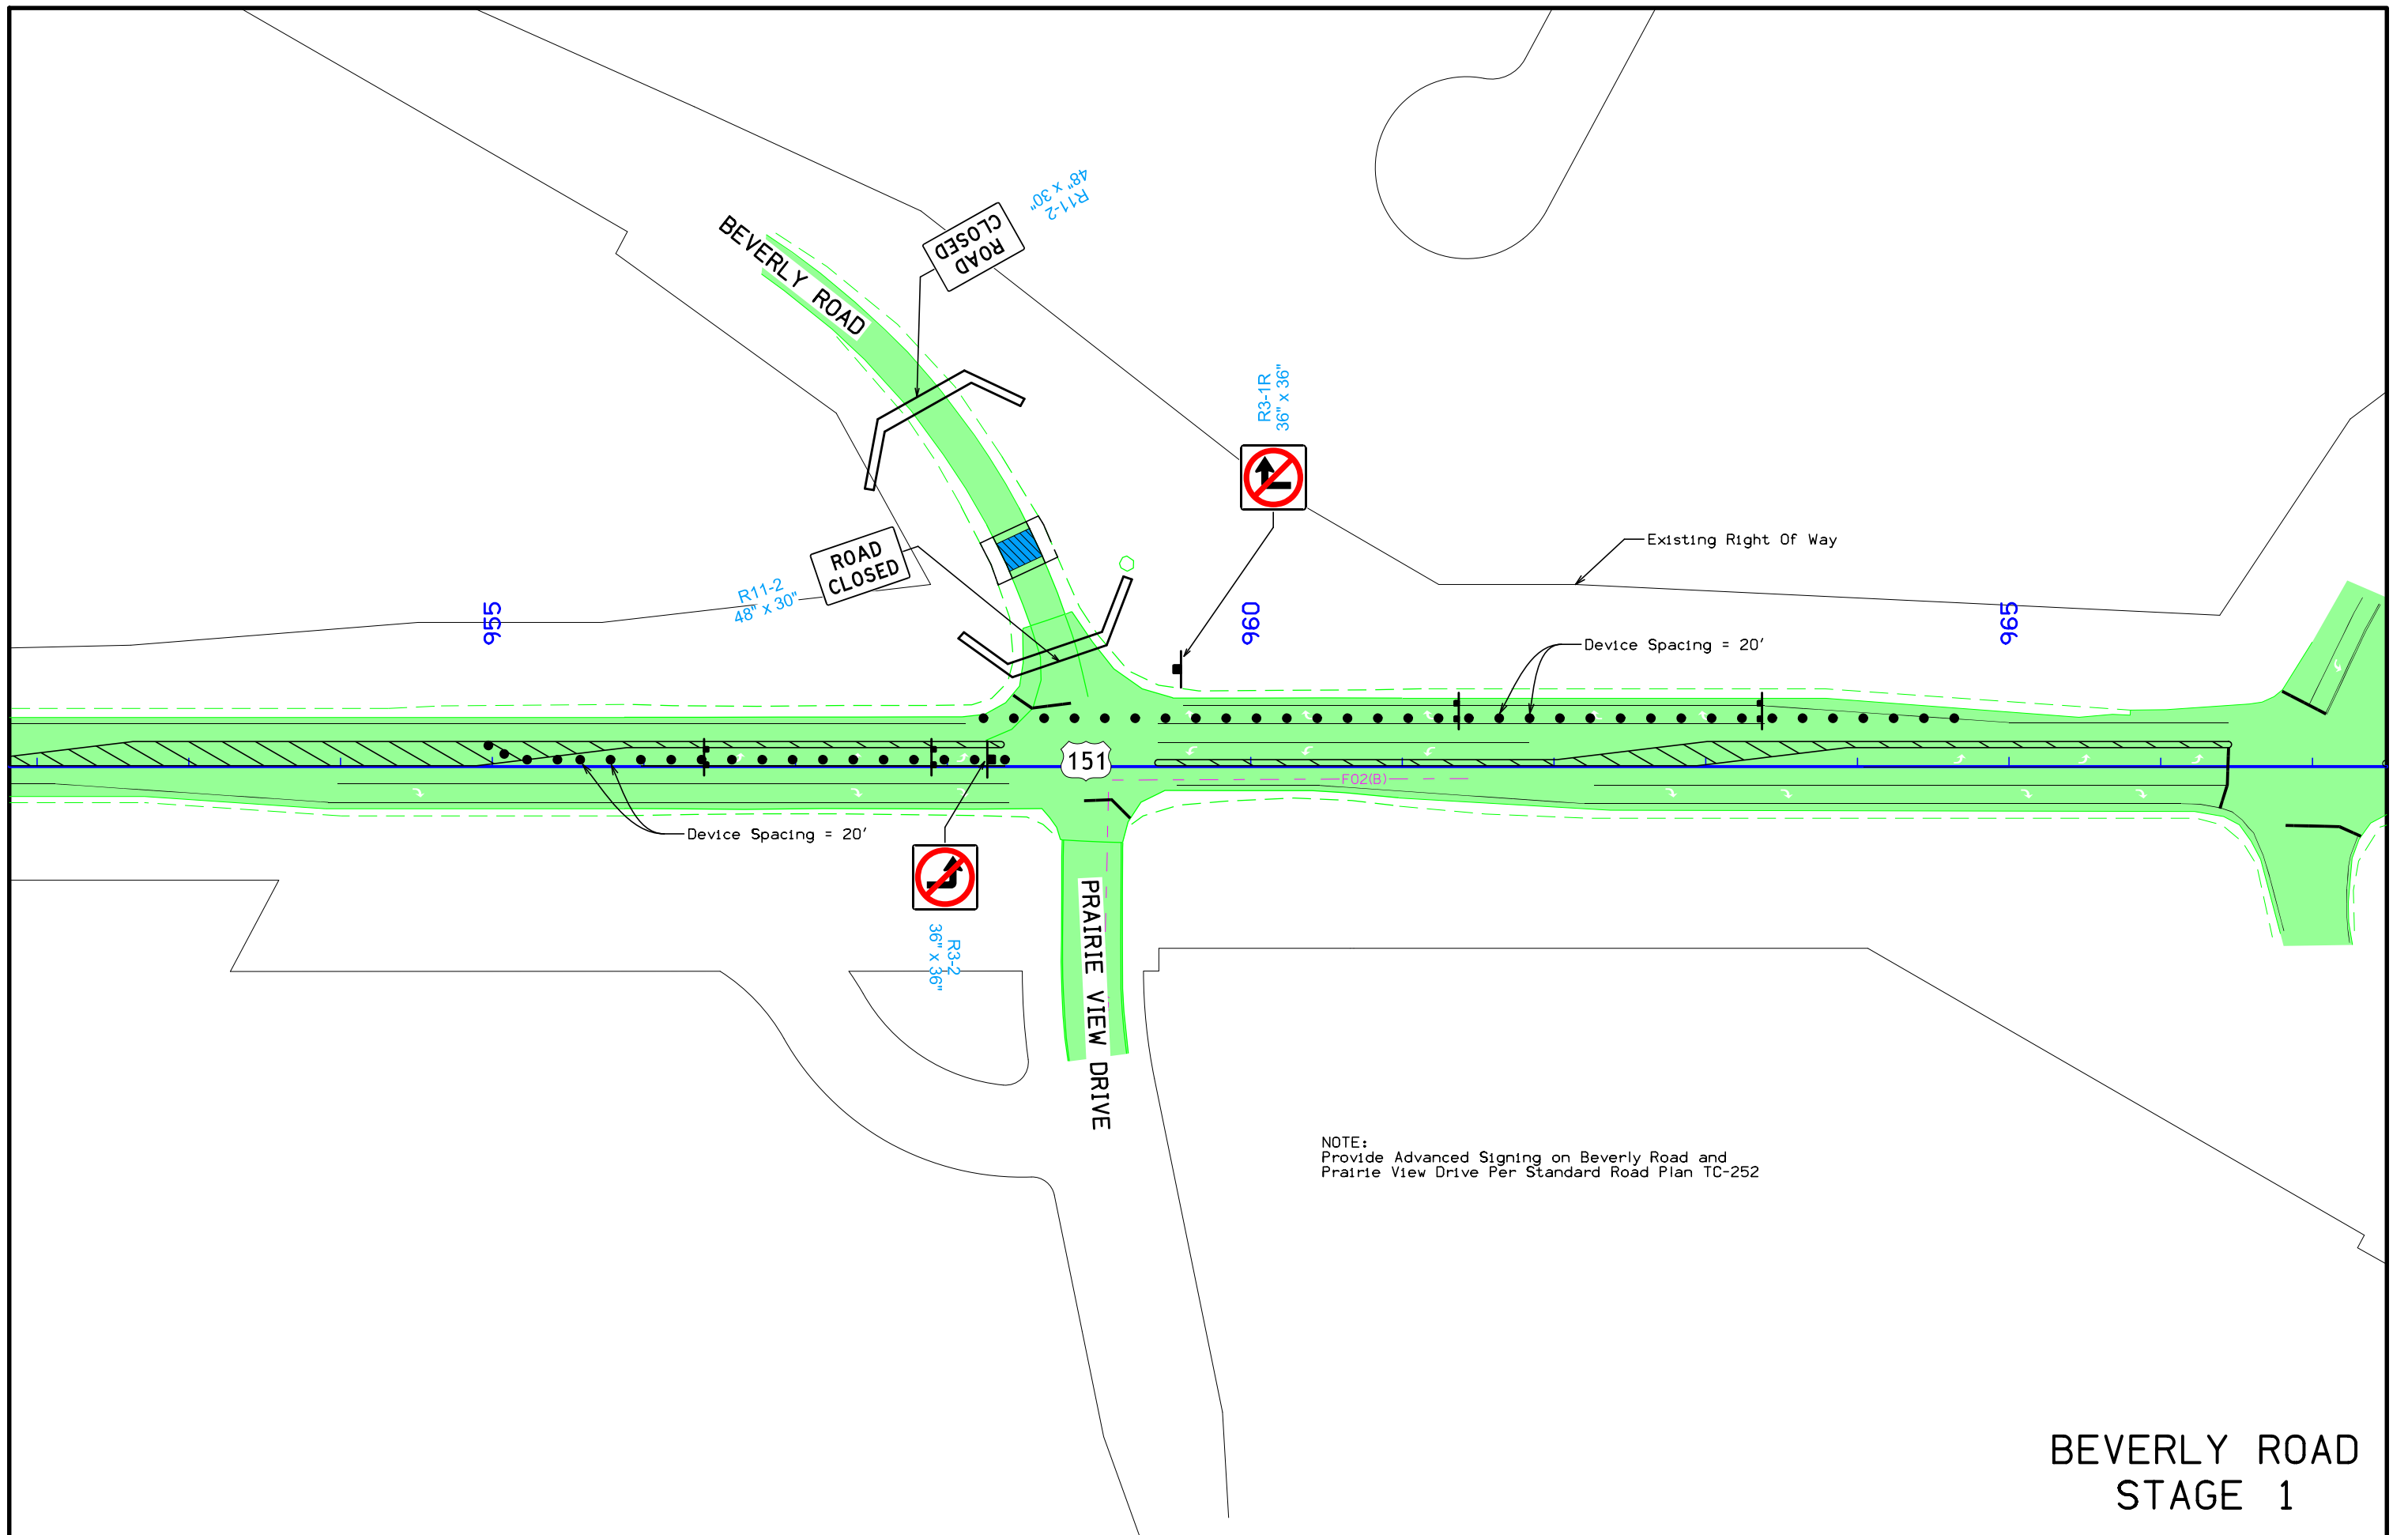 BEVERLY ROAD
ROAD
CLOSED
R11-2
48" x 30"
R3-1R
36" x 36"
ROAD
CLOSED
R11-2
48" x 30"
Existing Right Of Way
955
960
965
Device Spacing = 20'
151
F02(B)
Device Spacing = 20'
R3-2
36" x 36"
PRAIRIE VIEW DRIVE
NOTE:
Provide Advanced Signing on Beverly Road and
Prairie View Drive Per Standard Road Plan TC-252
BEVERLY ROAD
STAGE 1